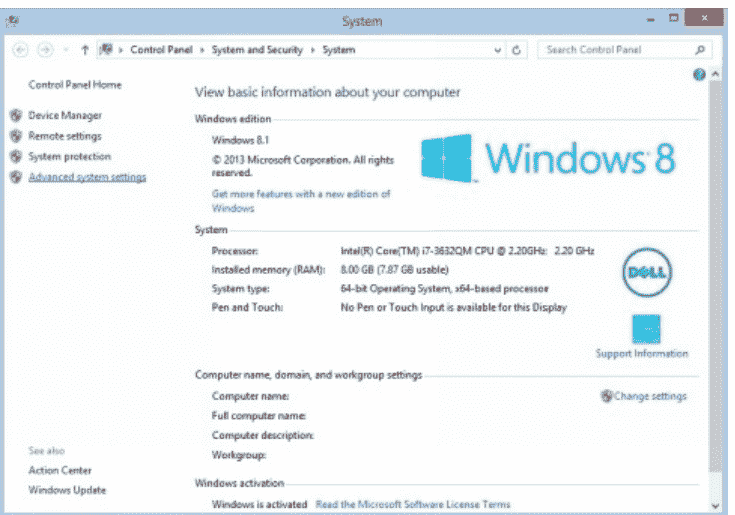 System
Control Panel › System and Security › System
Search Control Panel
Control Panel Home
Device Manager
Remote settings
System protection
Advanced system settings
View basic information about your computer
Windows edition
Windows 8.1
© 2013 Microsoft Corporation. All rights
reserved.
Get more features with a new edition of
Windows
Windows 8
System
Processor: Intel(R) Core(TM) i7-3632QM CPU @ 2.20GHz 2.20 GHz
Installed memory (RAM): 8.00 GB (7.87 GB usable)
System type: 64-bit Operating System, x64-based processor
Pen and Touch: No Pen or Touch Input is available for this Display
DELL
Support Information
Computer name, domain, and workgroup settings
Computer name:
Change settings
Full computer name:
Computer description:
Workgroup:
Windows activation
Windows is activated Read the Microsoft Software License Terms
See also
Action Center
Windows Update